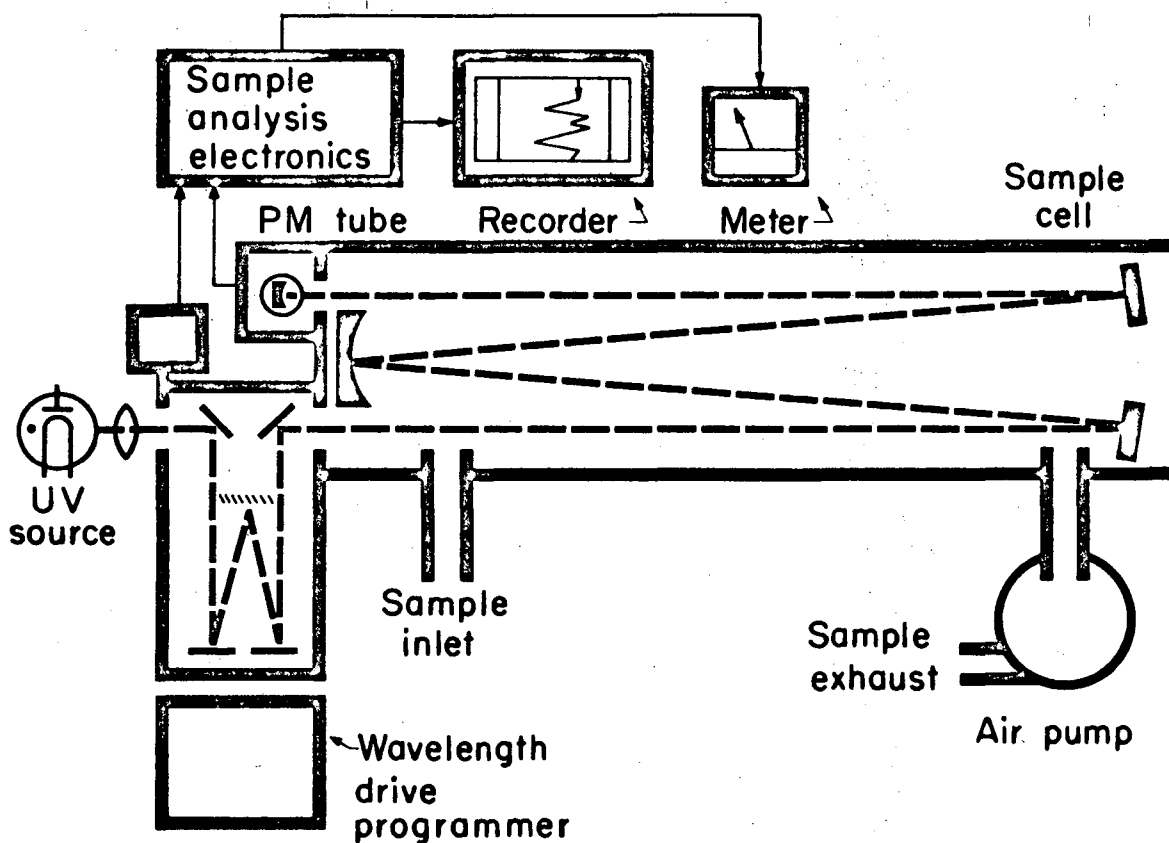 Sample
analysis
electronics
PM tube
Recorder
Meter
Sample
cell
UV
source
Sample
inlet
Sample
exhaust
Air pump
Wavelength
drive
programmer